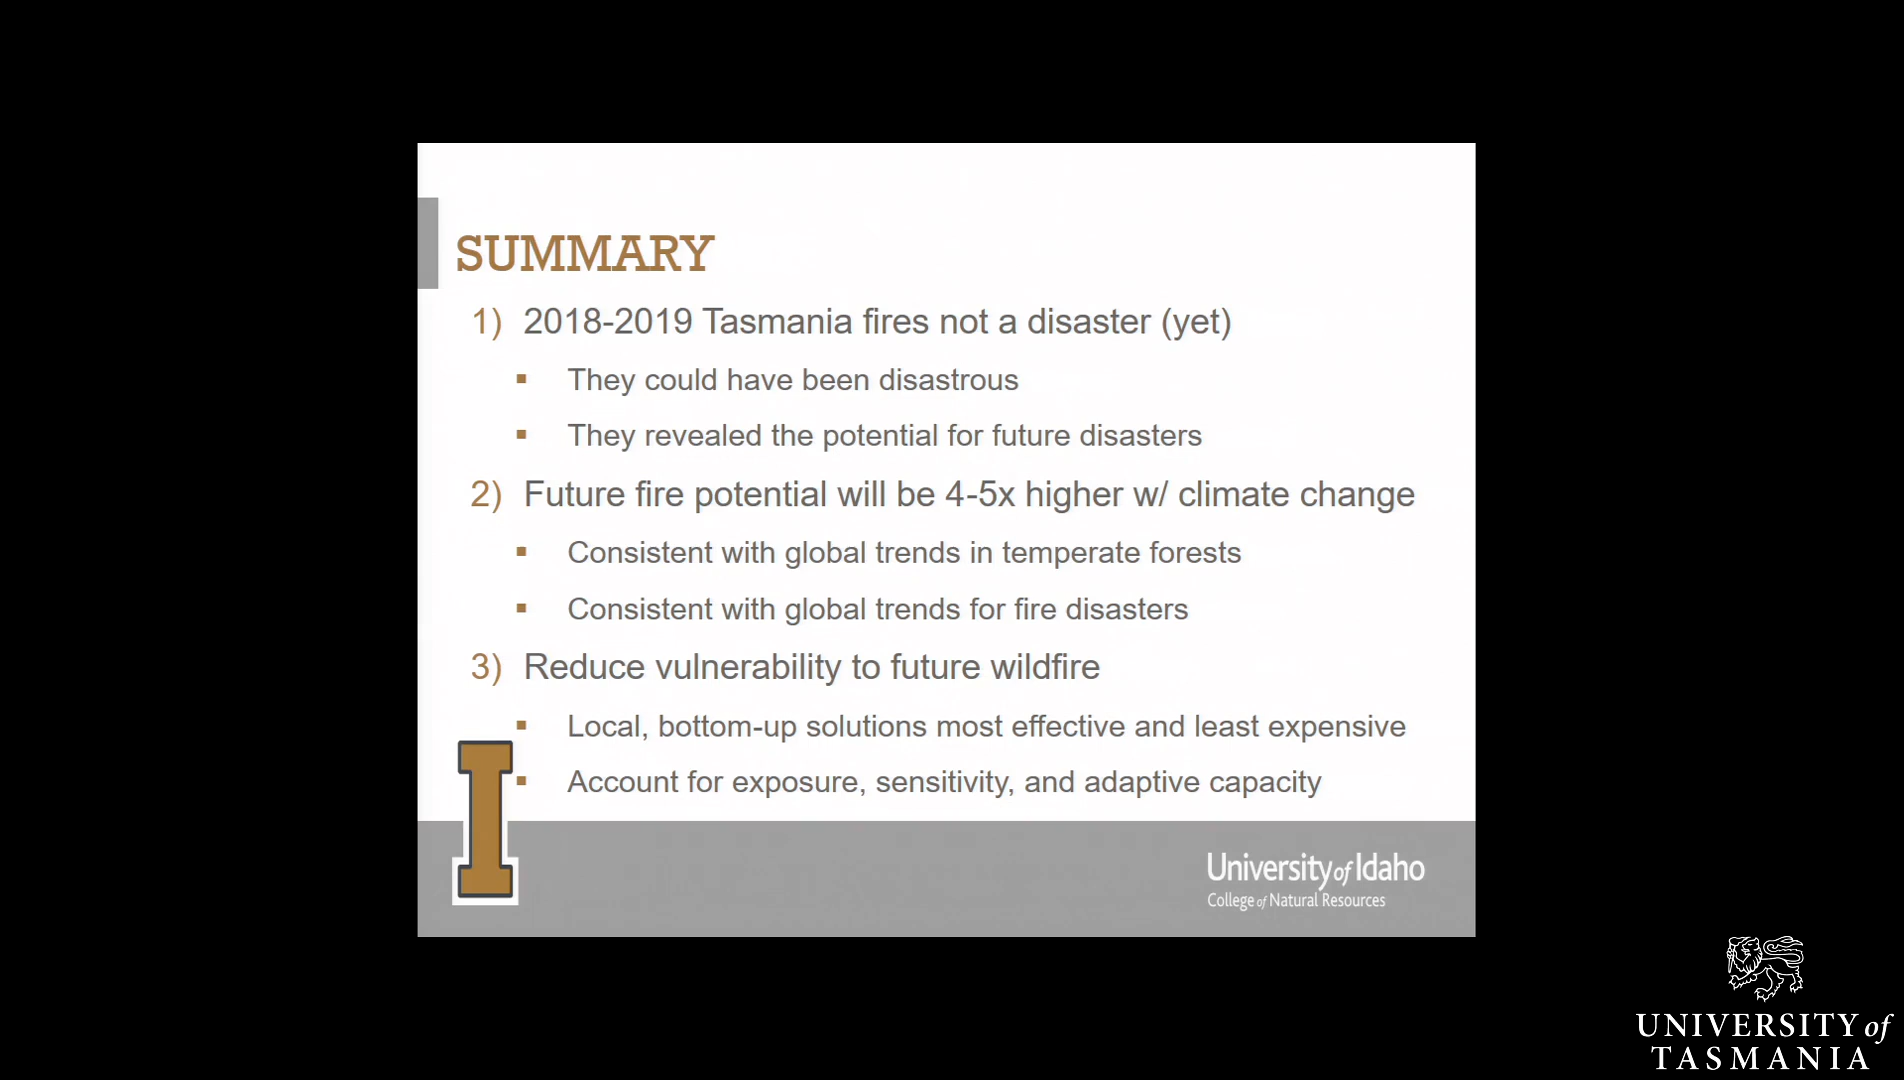 SUMMARY
1) 2018-2019 Tasmania fires not a disaster (yet)
▪ They could have been disastrous
▪ They revealed the potential for future disasters
2) Future fire potential will be 4-5x higher w/ climate change
▪ Consistent with global trends in temperate forests
▪ Consistent with global trends for fire disasters
3) Reduce vulnerability to future wildfire
▪ Local, bottom-up solutions most effective and least expensive
▪ Account for exposure, sensitivity, and adaptive capacity
I
University of Idaho
College of Natural Resources
UNIVERSITY of
TASMANIA